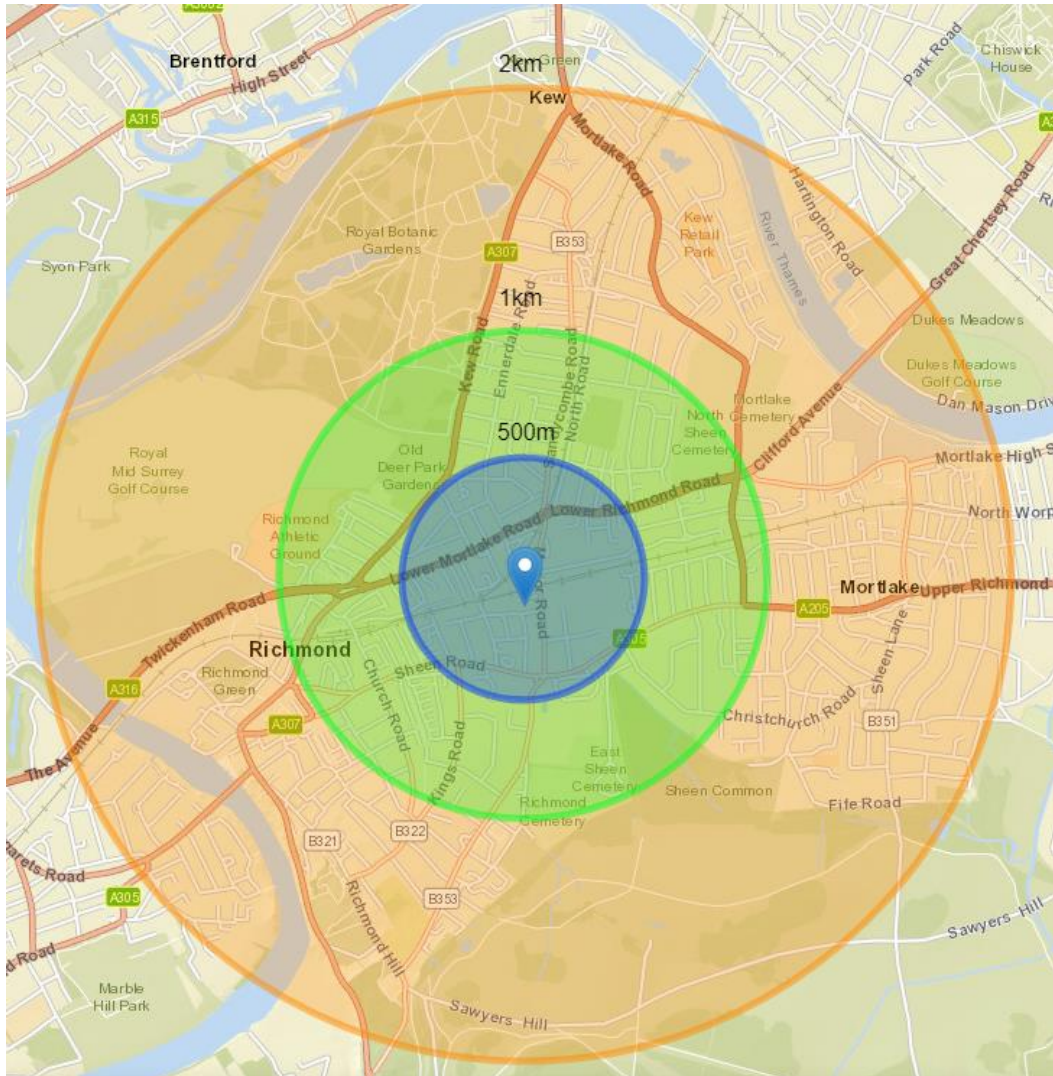 Brentford
High Street
A315
2km
Kew
Mortlake Road
Park Road
Chiswick
House
Hartington Road
River Thames
Great Chertsey Road
Kew
Retail
Park
B353
A307
Royal Botanic
Gardens
Syon Park
1km
Ennerdale Road
Kew Road
Sandycombe Road
North Road
Dukes Meadows
Dukes Meadows
Golf Course
Dan Mason Driv
Mortlake
Cemetery
North
Sheen
Cemetery
Clifford Avenue
Mortlake High S
500m
Old
Deer Park
Gardens
Royal
Mid Surrey
Golf Course
Richmond
Athletic
Ground
Lower Mortlake Road
Lower Richmond Road
North Worp
Twickenham Road
Mortlake
Upper Richmond
A205
Richmond
Richmond
Green
Sheen Road
Church Road
Kings Road
A316
A307
The Avenue
Christchurch Road
Sheen Lane
B351
East
Sheen
Cemetery
Sheen Common
Richmond
Cemetery
Fife Road
B322
B321
B353
Richmond Hill
A305
Marble
Hill Park
Sawyers Hill
Sawyers Hill